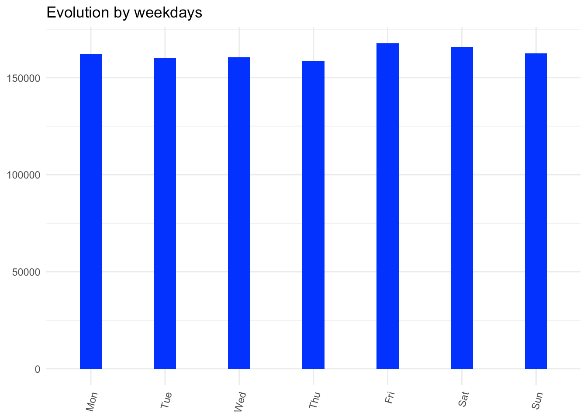 Evolution by weekdays
150000
100000
50000
0
Mon
Tue
Wed
Thu
Fri
Sat
Sun